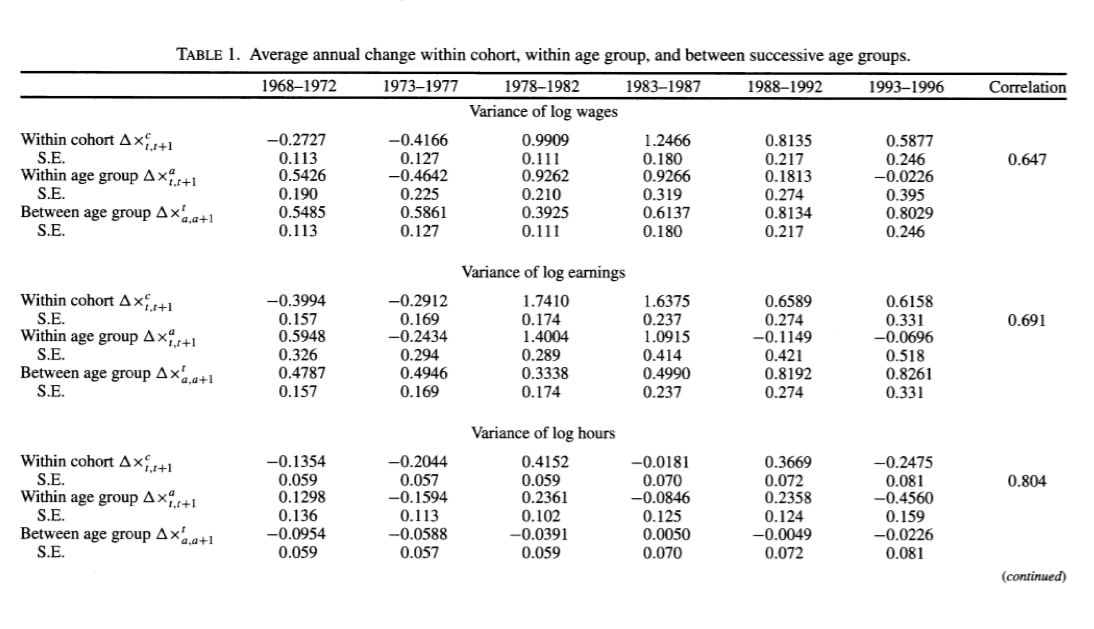 TABLE 1. Average annual change within cohort, within age group, and between successive age groups.
1968–1972 1973–1977 1978–1982 1983–1987 1988–1992 1993–1996 Correlation
Variance of log wages
Within cohort Δ×ᶜt,t+1 −0.2727 −0.4166 0.9909 1.2466 0.8135 0.5877
S.E. 0.113 0.127 0.111 0.180 0.217 0.246 0.647
Within age group Δ×ᵃt,t+1 0.5426 −0.4642 0.9262 0.9266 0.1813 −0.0226
S.E. 0.190 0.225 0.210 0.319 0.274 0.395
Between age group Δ×ᵗa,a+1 0.5485 0.5861 0.3925 0.6137 0.8134 0.8029
S.E. 0.113 0.127 0.111 0.180 0.217 0.246
Variance of log earnings
Within cohort Δ×ᶜt,t+1 −0.3994 −0.2912 1.7410 1.6375 0.6589 0.6158
S.E. 0.157 0.169 0.174 0.237 0.274 0.331 0.691
Within age group Δ×ᵃt,t+1 0.5948 −0.2434 1.4004 1.0915 −0.1149 −0.0696
S.E. 0.326 0.294 0.289 0.414 0.421 0.518
Between age group Δ×ᵗa,a+1 0.4787 0.4946 0.3338 0.4990 0.8192 0.8261
S.E. 0.157 0.169 0.174 0.237 0.274 0.331
Variance of log hours
Within cohort Δ×ᶜt,t+1 −0.1354 −0.2044 0.4152 −0.0181 0.3669 −0.2475
S.E. 0.059 0.057 0.059 0.070 0.072 0.081 0.804
Within age group Δ×ᵃt,t+1 0.1298 −0.1594 0.2361 −0.0846 0.2358 −0.4560
S.E. 0.136 0.113 0.102 0.125 0.124 0.159
Between age group Δ×ᵗa,a+1 −0.0954 −0.0588 −0.0391 0.0050 −0.0049 −0.0226
S.E. 0.059 0.057 0.059 0.070 0.072 0.081
(continued)